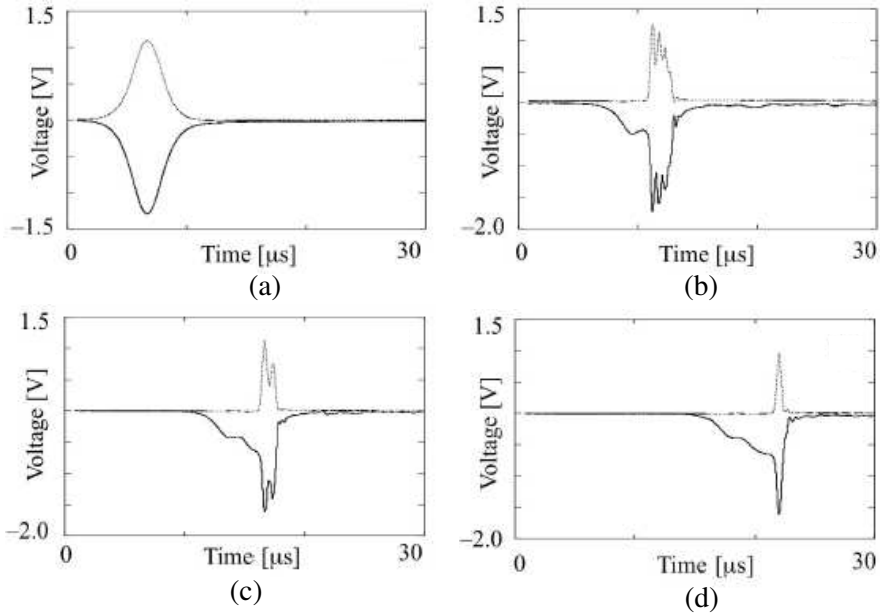 1.5
Voltage [V]
−1.5
0
Time [μs]
30
(a)
1.5
Voltage [V]
−2.0
0
Time [μs]
30
(b)
1.5
Voltage [V]
−2.0
0
Time [μs]
30
(c)
1.5
Voltage [V]
−2.0
0
Time [μs]
30
(d)